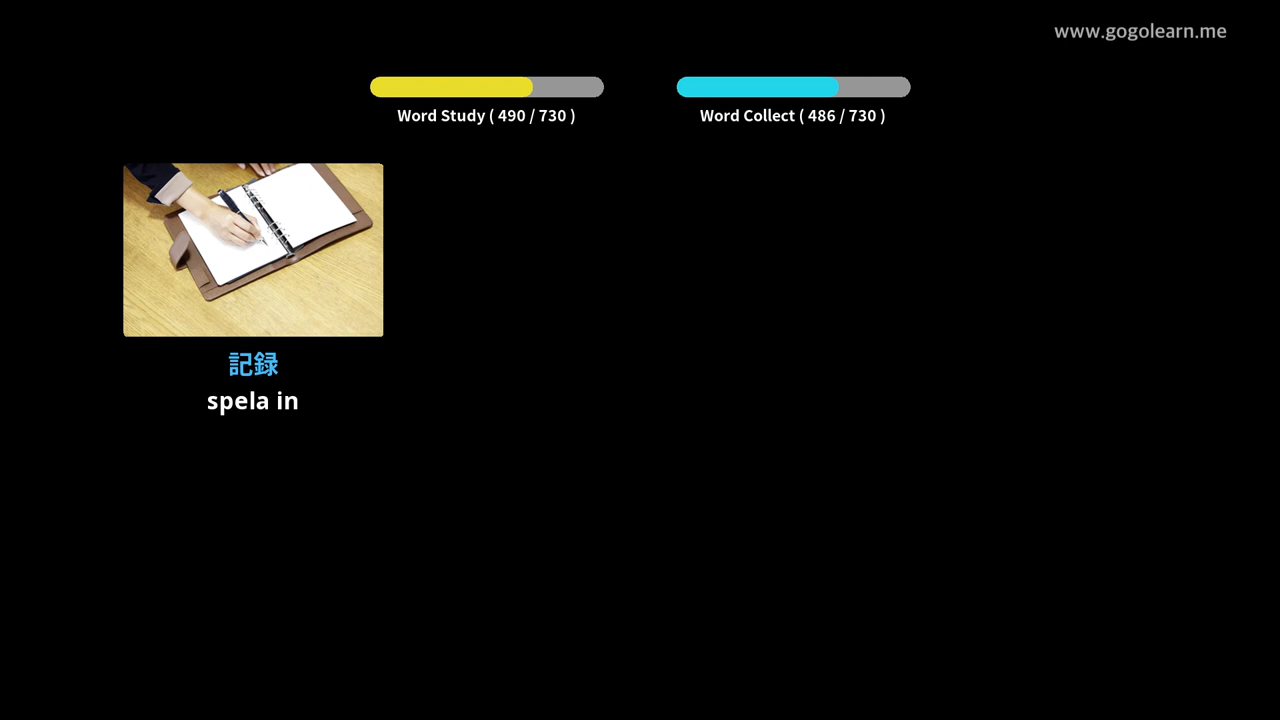 www.gogolearn.me
Word Study ( 490 / 730 )
Word Collect ( 486 / 730 )
記録
spela in